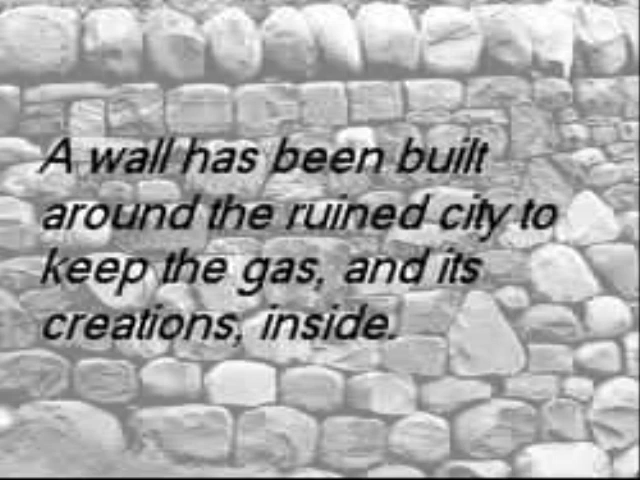 A wall has been built
around the ruined city to
keep the gas, and its
creations, inside.